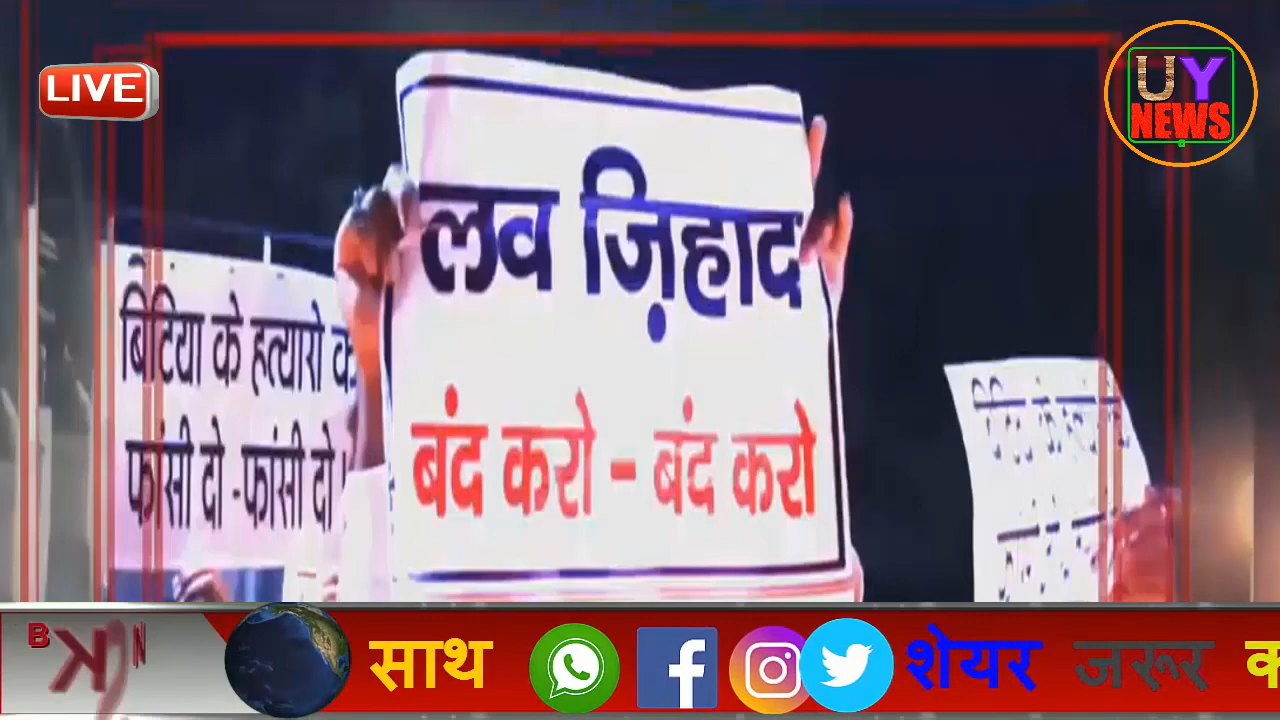 LIVE
UY
NEWS
लव ज़िहाद
बंद करो - बंद करो
बिटिया के हत्यारो क
फांसी दो -फांसी दो
साथ
शेयर जरूर क